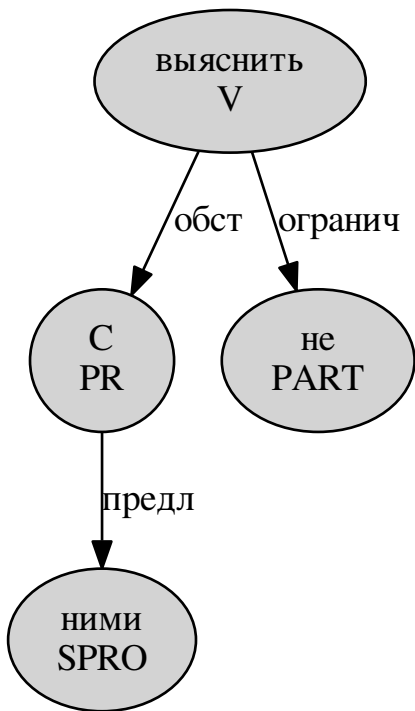 выяснить
V
обст огранич
С
PR
не
PART
предл
ними
SPRO